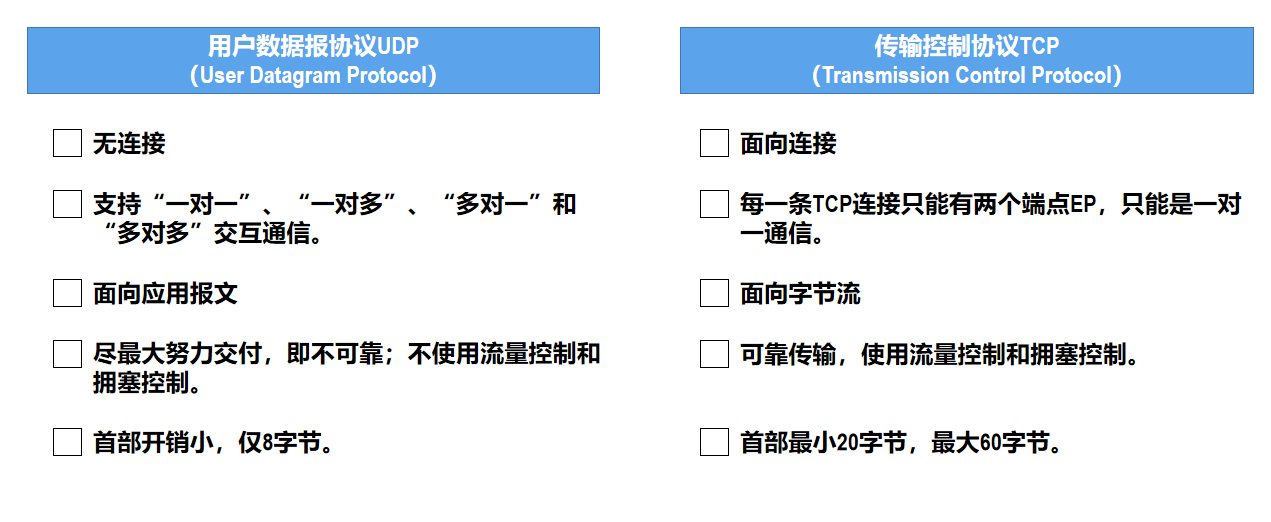 用户数据报协议UDP
（User Datagram Protocol）
无连接
支持“一对一”、“一对多”、“多对一”和
“多对多”交互通信。
面向应用报文
尽最大努力交付，即不可靠；不使用流量控制和
拥塞控制。
首部开销小，仅8字节。
传输控制协议TCP
（Transmission Control Protocol）
面向连接
每一条TCP连接只能有两个端点EP，只能是一对
一通信。
面向字节流
可靠传输，使用流量控制和拥塞控制。
首部最小20字节，最大60字节。